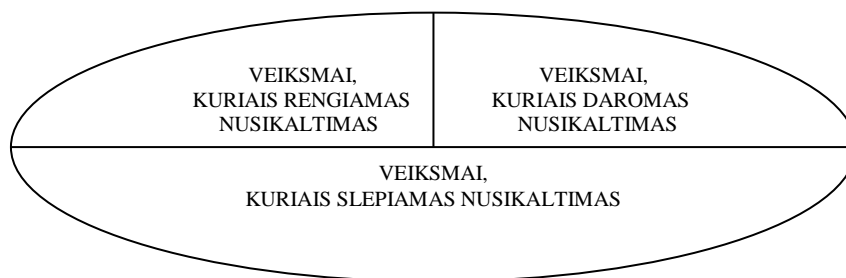 VEIKSMAI,
KURIAIS RENGIAMAS
NUSIKALTIMAS
VEIKSMAI,
KURIAIS DAROMAS
NUSIKALTIMAS
VEIKSMAI,
KURIAIS SLEPIAMAS NUSIKALTIMAS